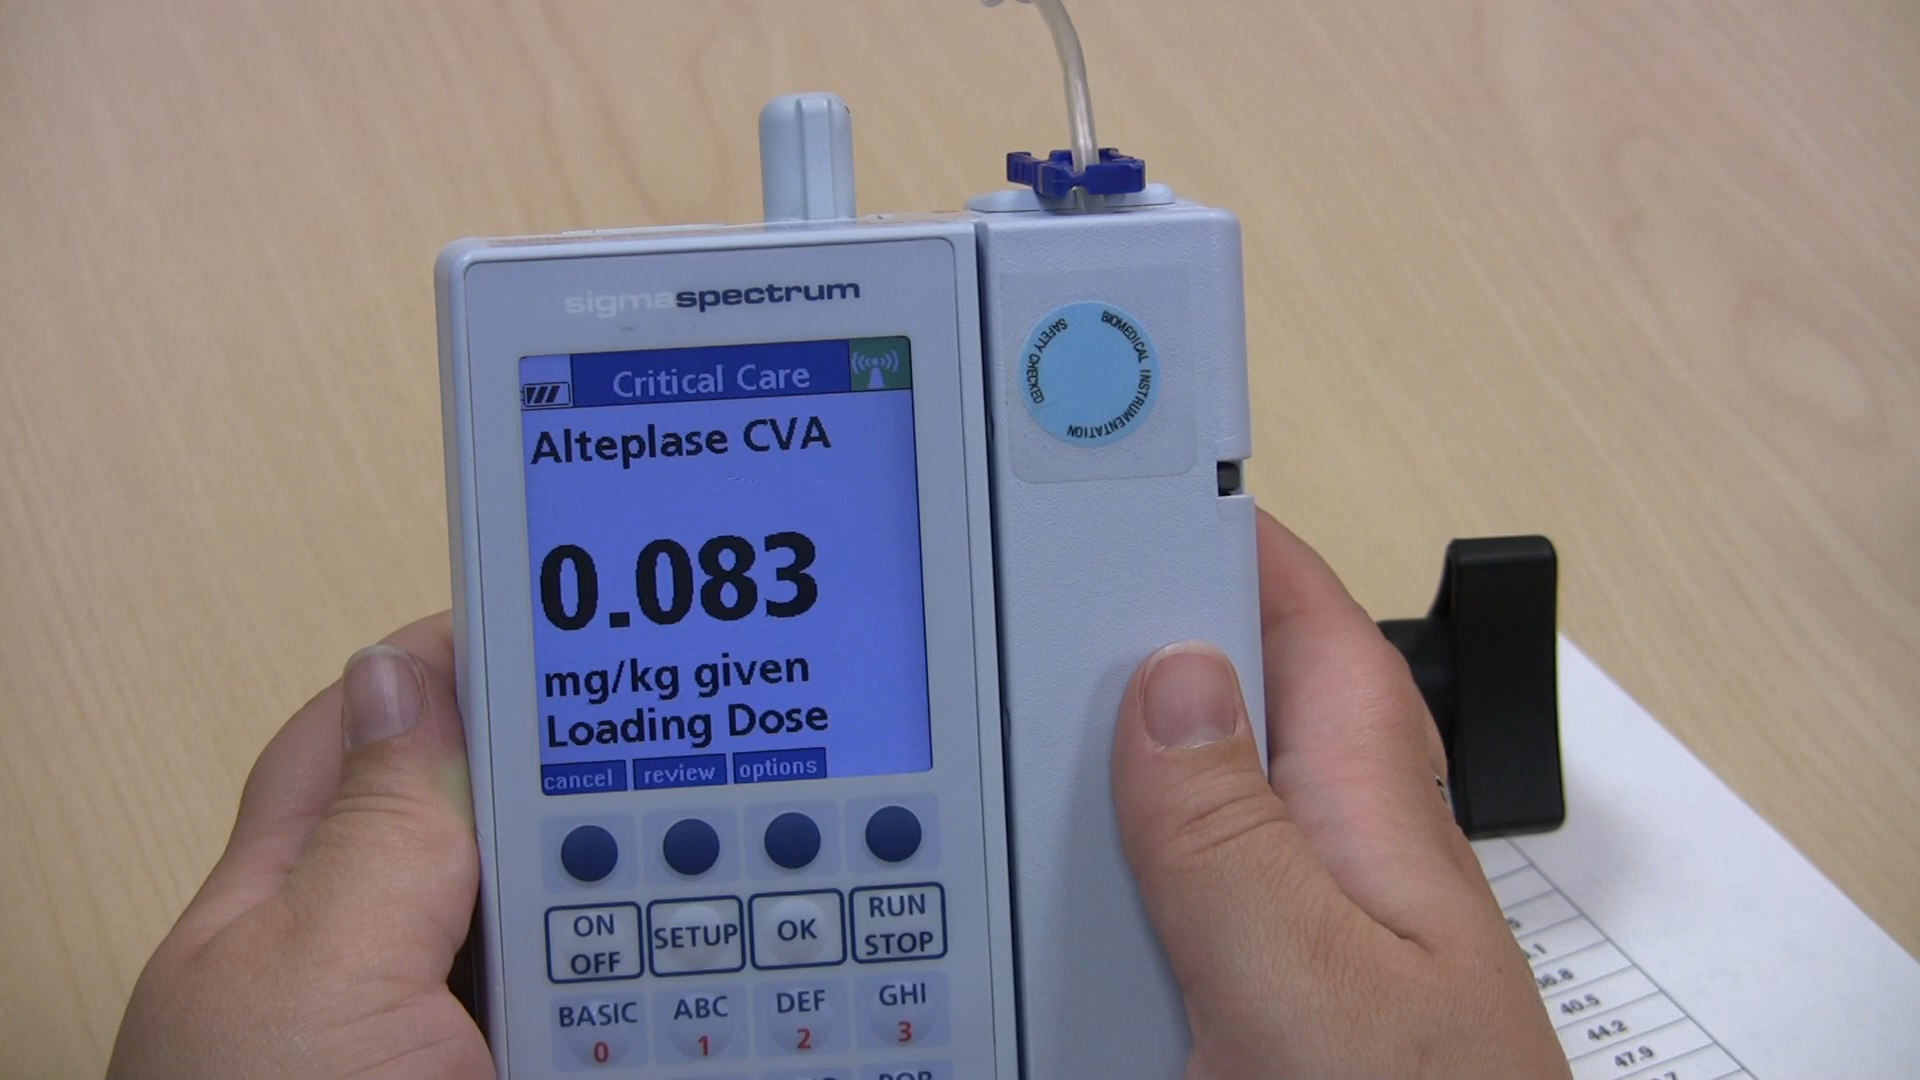 sigmaspectrum
Critical Care
Alteplase CVA
0.083
mg/kg given
Loading Dose
cancel review options
ON OFF
SETUP
OK
RUN STOP
BASIC 0
ABC 1
DEF 2
GHI 3
BIOMEDICAL INSTRUMENTATION
SAFETY CHECKED
40.5
44.2
47.9